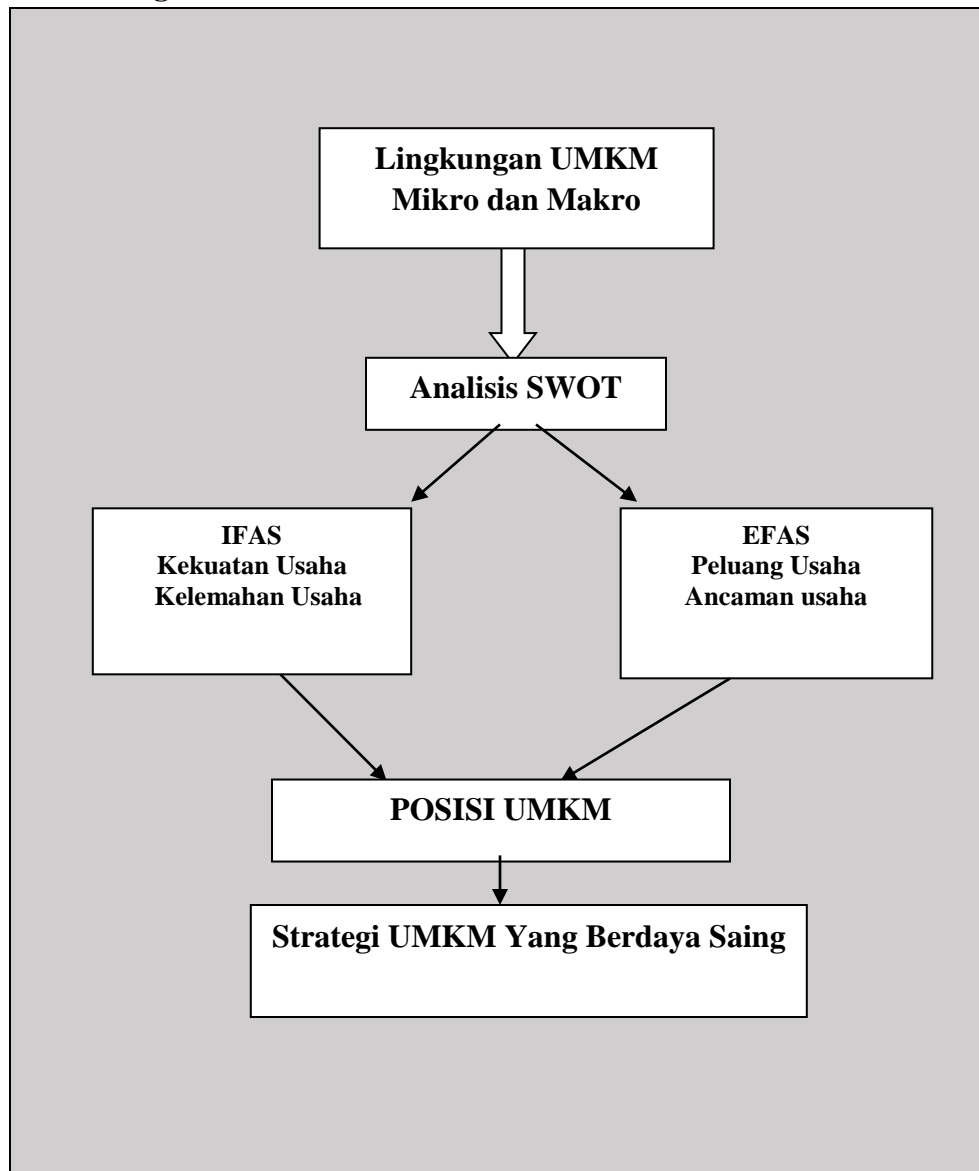 Lingkungan UMKM
Mikro dan Makro
Analisis SWOT
IFAS
Kekuatan Usaha
Kelemahan Usaha
EFAS
Peluang Usaha
Ancaman usaha
POSISI UMKM
Strategi UMKM Yang Berdaya Saing